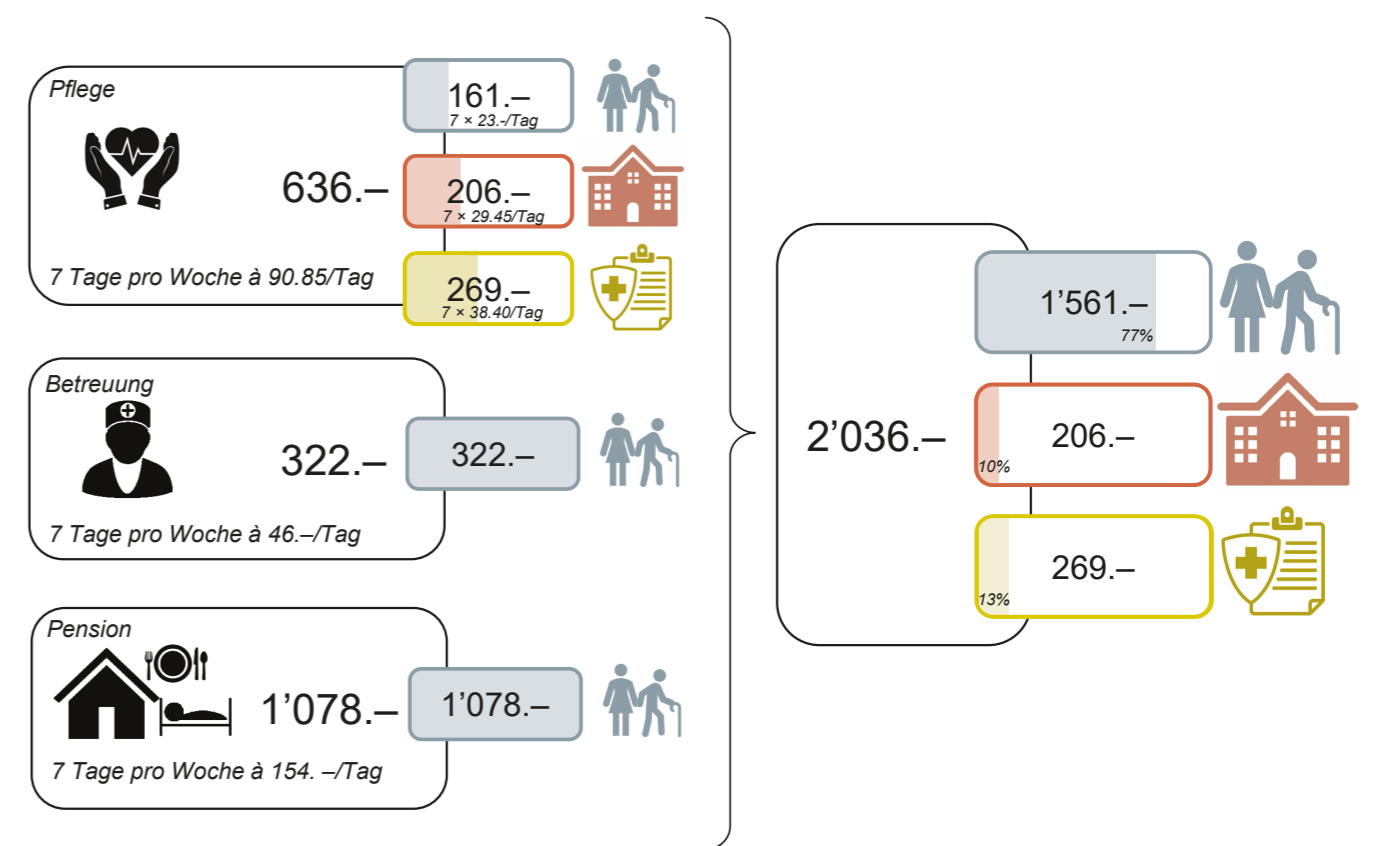 Pflege
636.–
7 Tage pro Woche à 90.85/Tag
161.–
7 × 23.-/Tag
206.–
7 × 29.45/Tag
269.–
7 × 38.40/Tag
Betreuung
322.–
7 Tage pro Woche à 46.–/Tag
322.–
Pension
1’078.–
7 Tage pro Woche à 154. –/Tag
1’078.–
2’036.–
1’561.–
77%
206.–
10%
269.–
13%